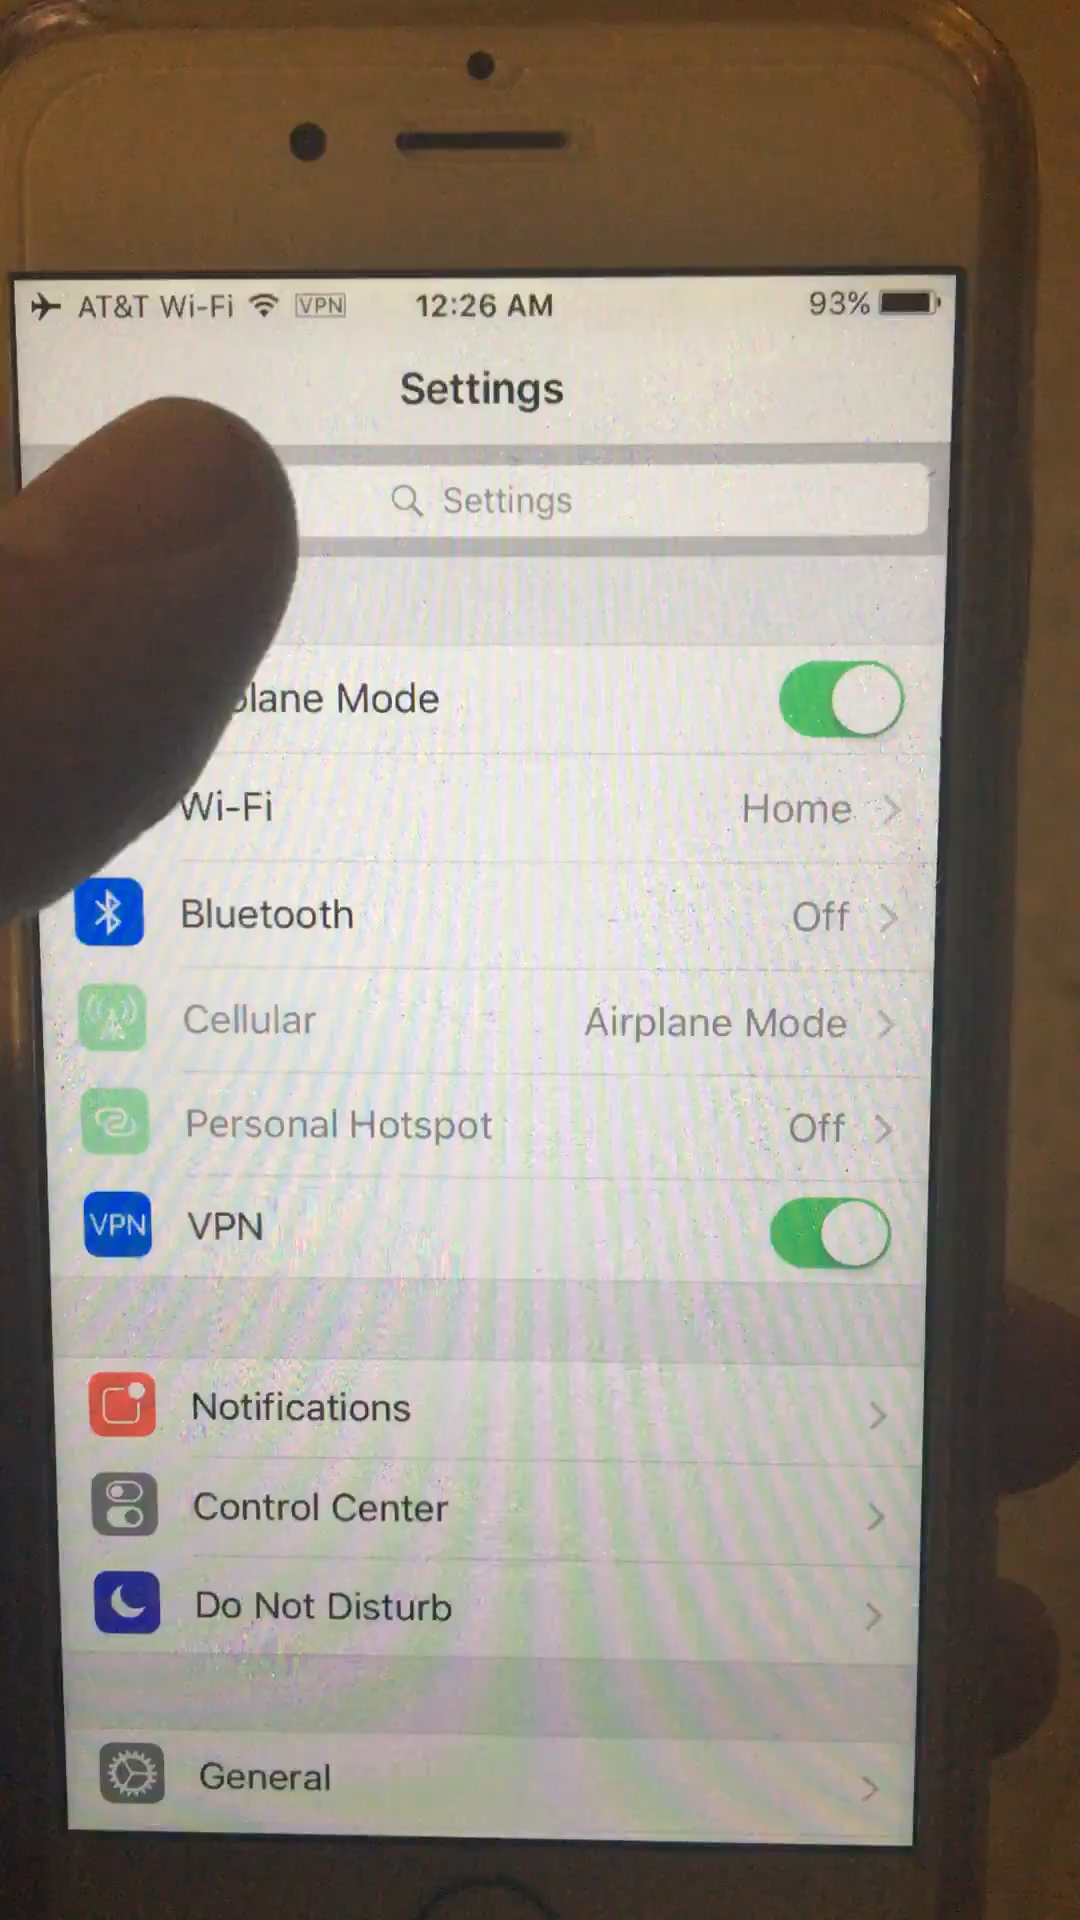 AT&T Wi-Fi VPN 12:26 AM 93%
Settings
Settings
plane Mode
Wi-Fi Home
Bluetooth Off
Cellular Airplane Mode
Personal Hotspot Off
VPN VPN
Notifications
Control Center
Do Not Disturb
General